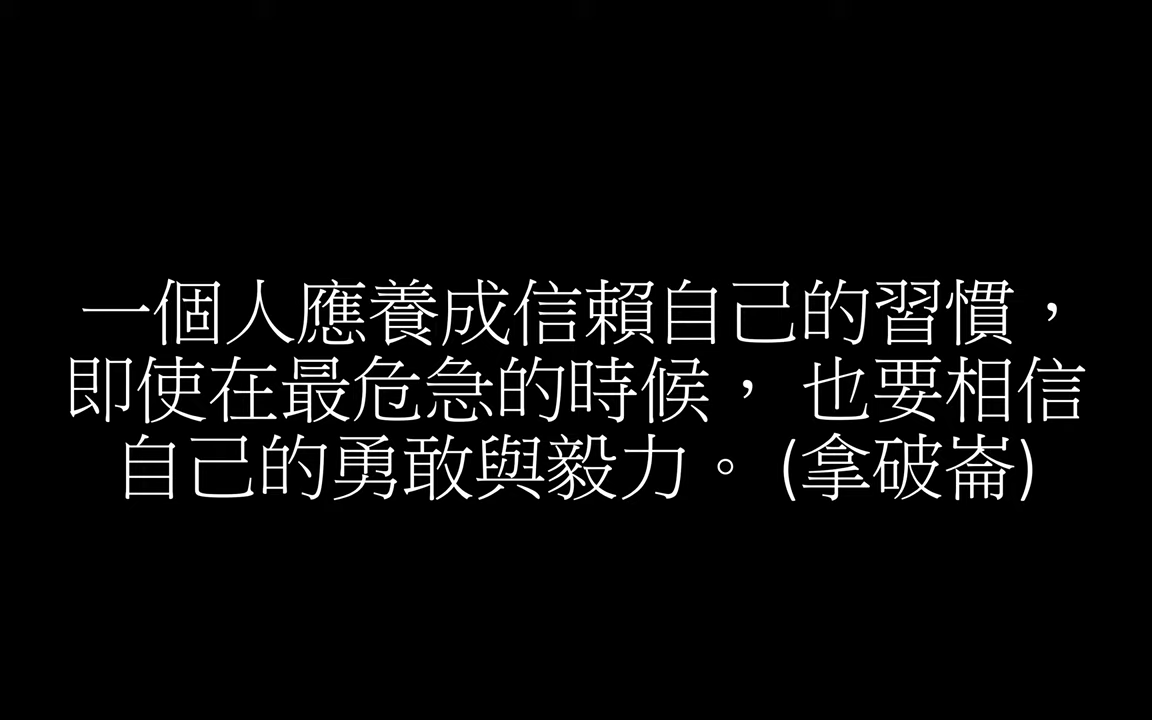 一個人應養成信賴自己的習慣，
即使在最危急的時候， 也要相信
自己的勇敢與毅力。 (拿破崙)